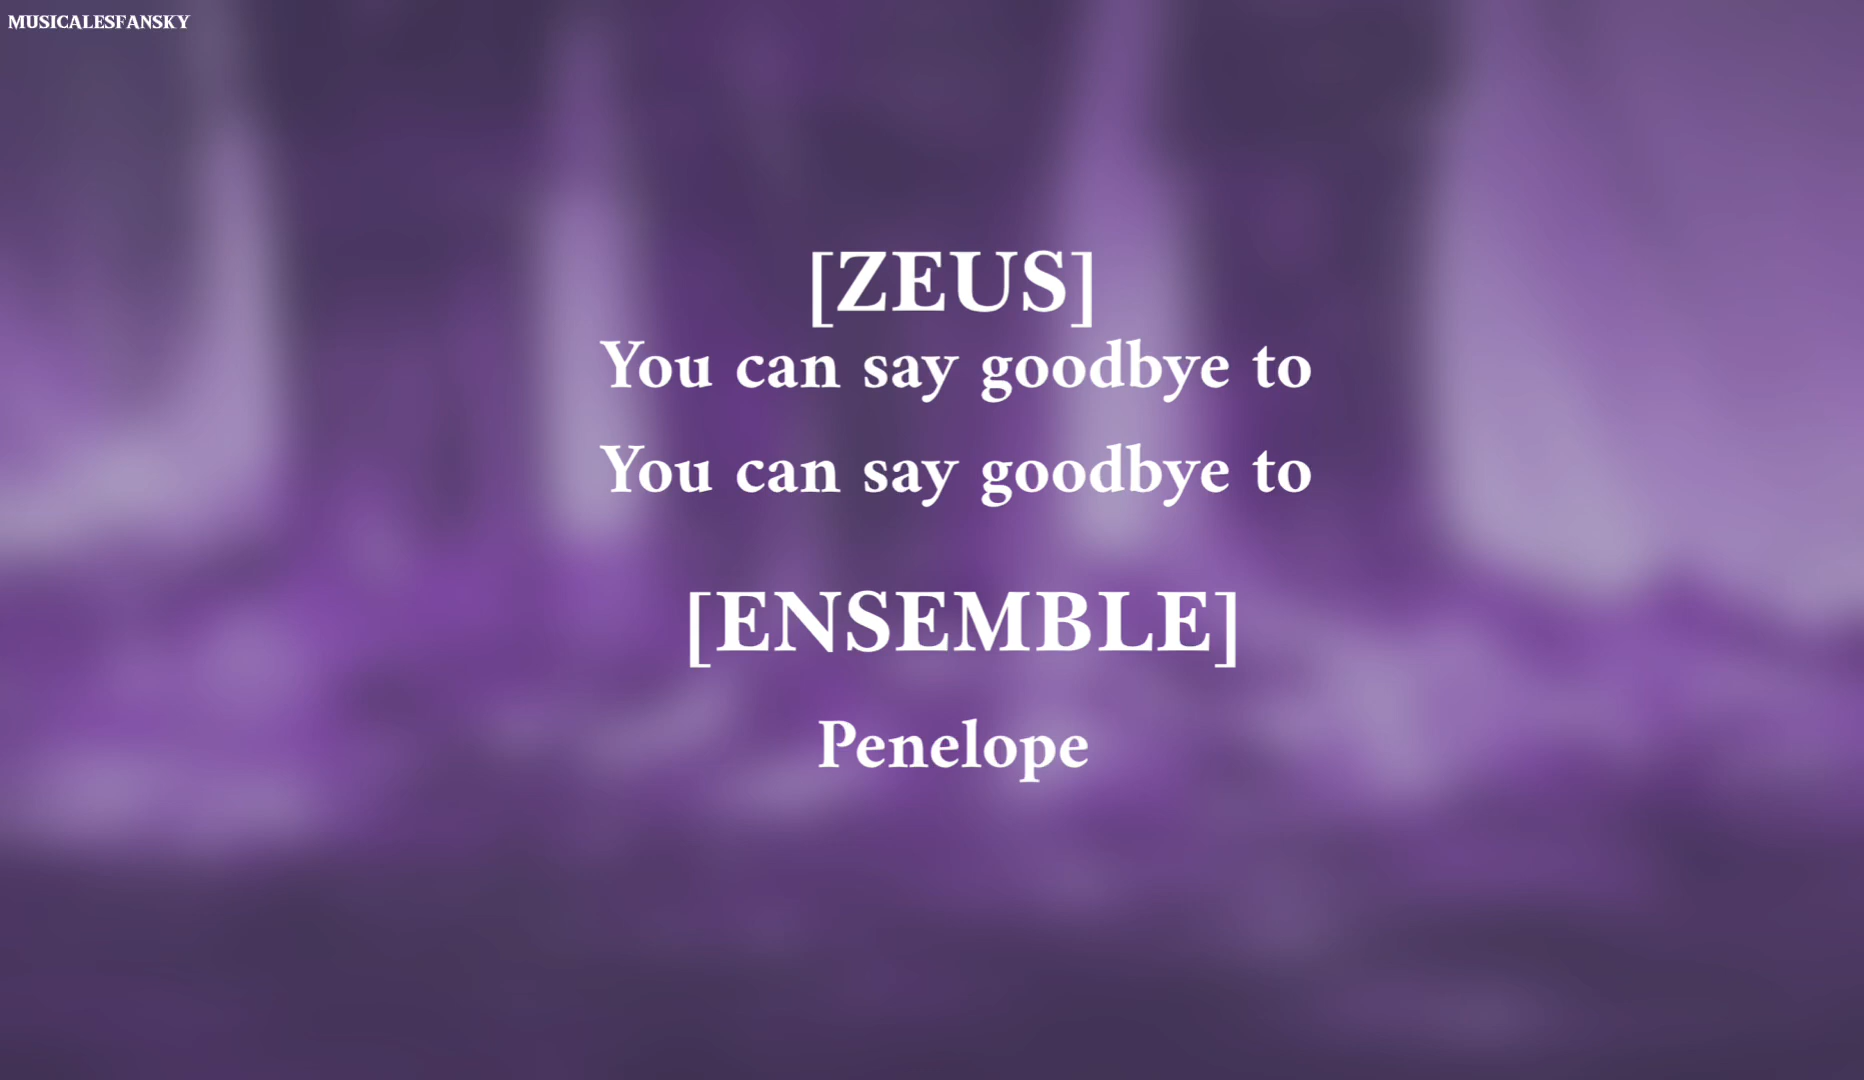 MUSICALESFANSKY
[ZEUS]
You can say goodbye to
You can say goodbye to
[ENSEMBLE]
Penelope